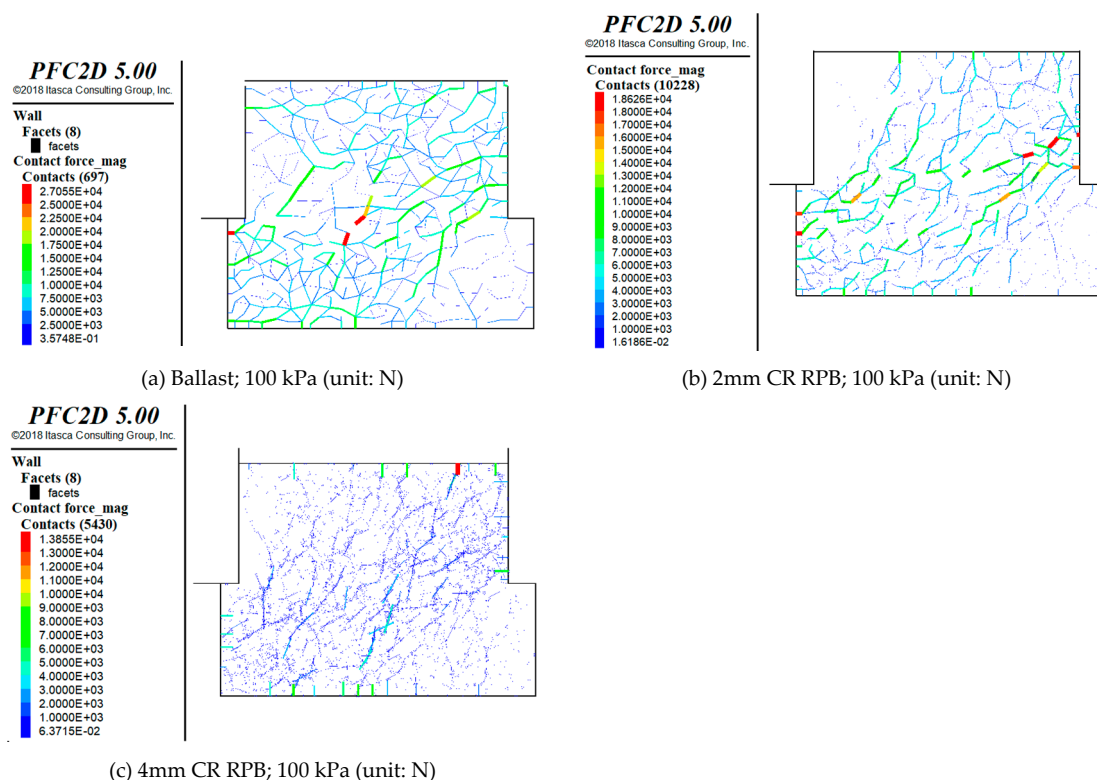 PFC2D 5.00
©2018 Itasca Consulting Group, Inc.
Wall
Facets (8)
facets
Contact force_mag
Contacts (697)
2.7055E+04
2.5000E+04
2.2500E+04
2.0000E+04
1.7500E+04
1.5000E+04
1.2500E+04
1.0000E+04
7.5000E+03
5.0000E+03
2.5000E+03
3.5748E-01
(a) Ballast; 100 kPa (unit: N)
PFC2D 5.00
©2018 Itasca Consulting Group, Inc.
Contact force_mag
Contacts (10228)
1.8626E+04
1.8000E+04
1.7000E+04
1.6000E+04
1.5000E+04
1.4000E+04
1.3000E+04
1.2000E+04
1.1000E+04
1.0000E+04
9.0000E+03
8.0000E+03
7.0000E+03
6.0000E+03
5.0000E+03
4.0000E+03
3.0000E+03
2.0000E+03
1.0000E+03
1.6186E-02
(b) 2mm CR RPB; 100 kPa (unit: N)
PFC2D 5.00
©2018 Itasca Consulting Group, Inc.
Wall
Facets (8)
facets
Contact force_mag
Contacts (5430)
1.3855E+04
1.3000E+04
1.2000E+04
1.1000E+04
1.0000E+04
9.0000E+03
8.0000E+03
7.0000E+03
6.0000E+03
5.0000E+03
4.0000E+03
3.0000E+03
2.0000E+03
1.0000E+03
6.3715E-02
(c) 4mm CR RPB; 100 kPa (unit: N)